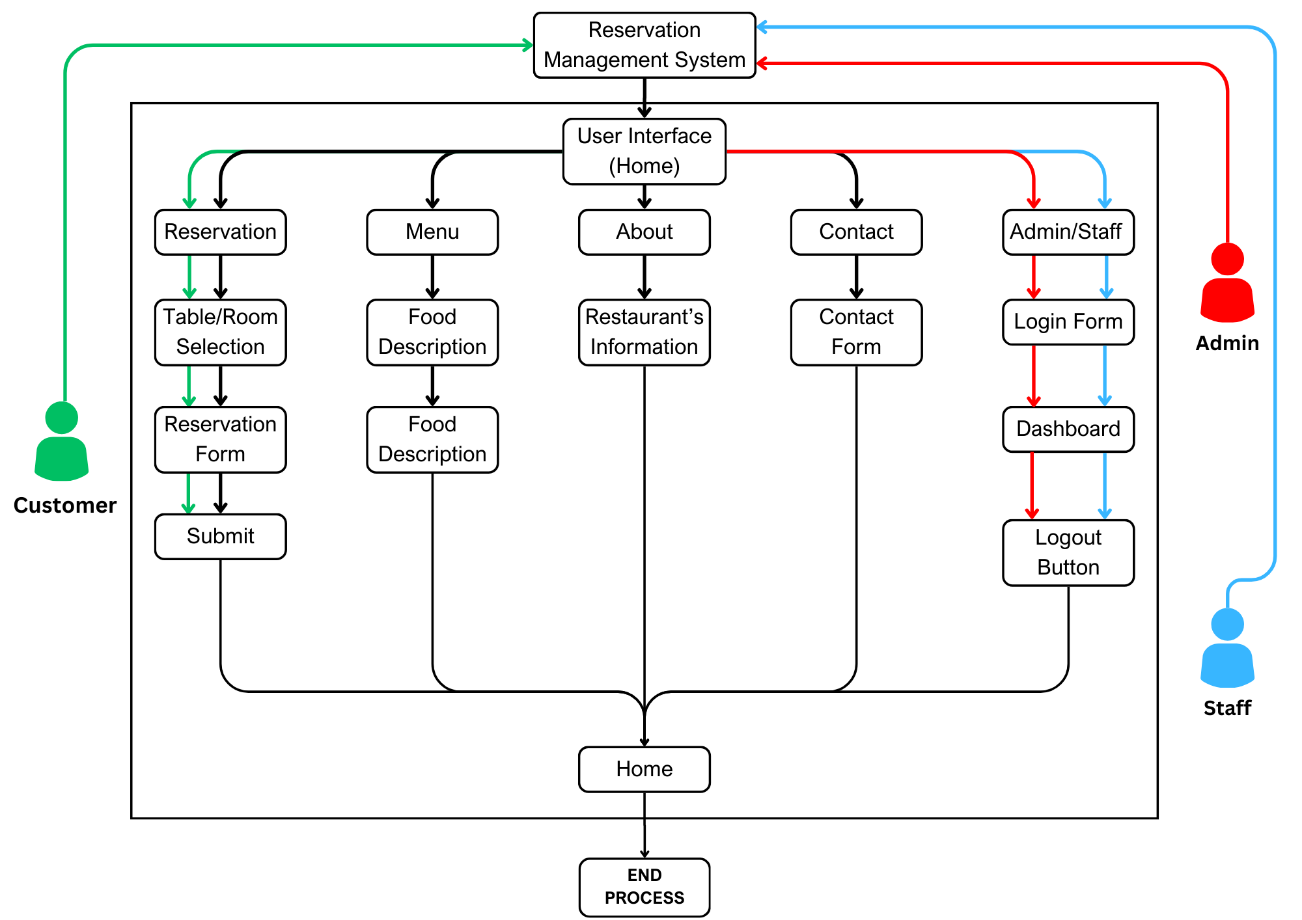 Reservation
Management System
User Interface
(Home)
Reservation
Menu
About
Contact
Admin/Staff
Table/Room
Selection
Food
Description
Restaurant's
Information
Contact
Form
Login Form
Admin
Reservation
Form
Food
Description
Dashboard
Customer
Submit
Logout
Button
Staff
Home
END
PROCESS